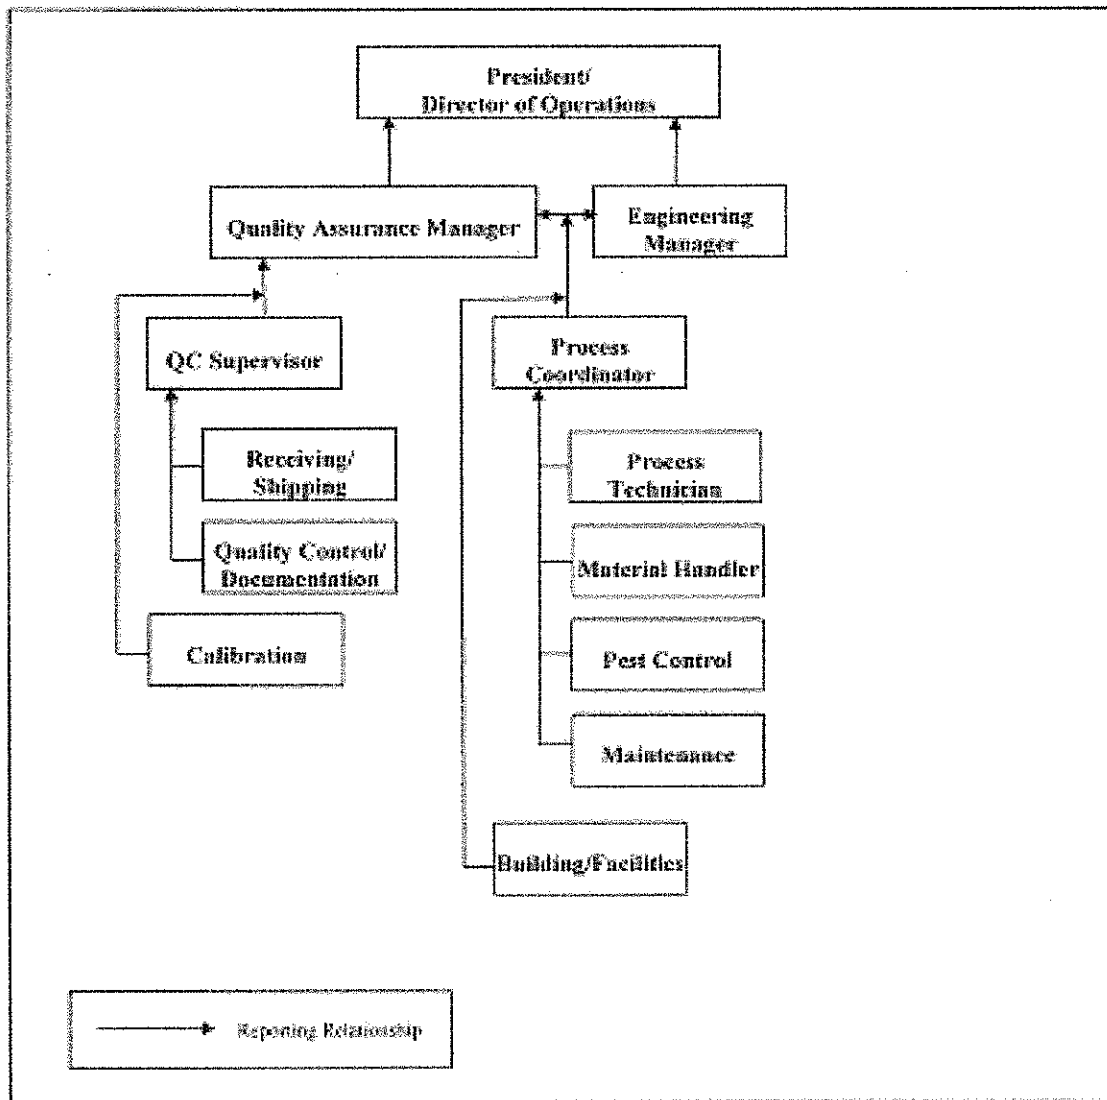 President/
Director of Operations
Quality Assurance Manager
Engineering
Manager
QC Supervisor
Process
Coordinator
Receiving/
Shipping
Process
Technician
Quality Control/
Documentation
Material Handler
Calibration
Pest Control
Maintenance
Building/Facilities
Reporting Relationship